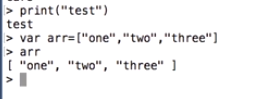 > print("test")
test
> var arr=["one","two","three"]
> arr
[ "one", "two", "three" ]
>